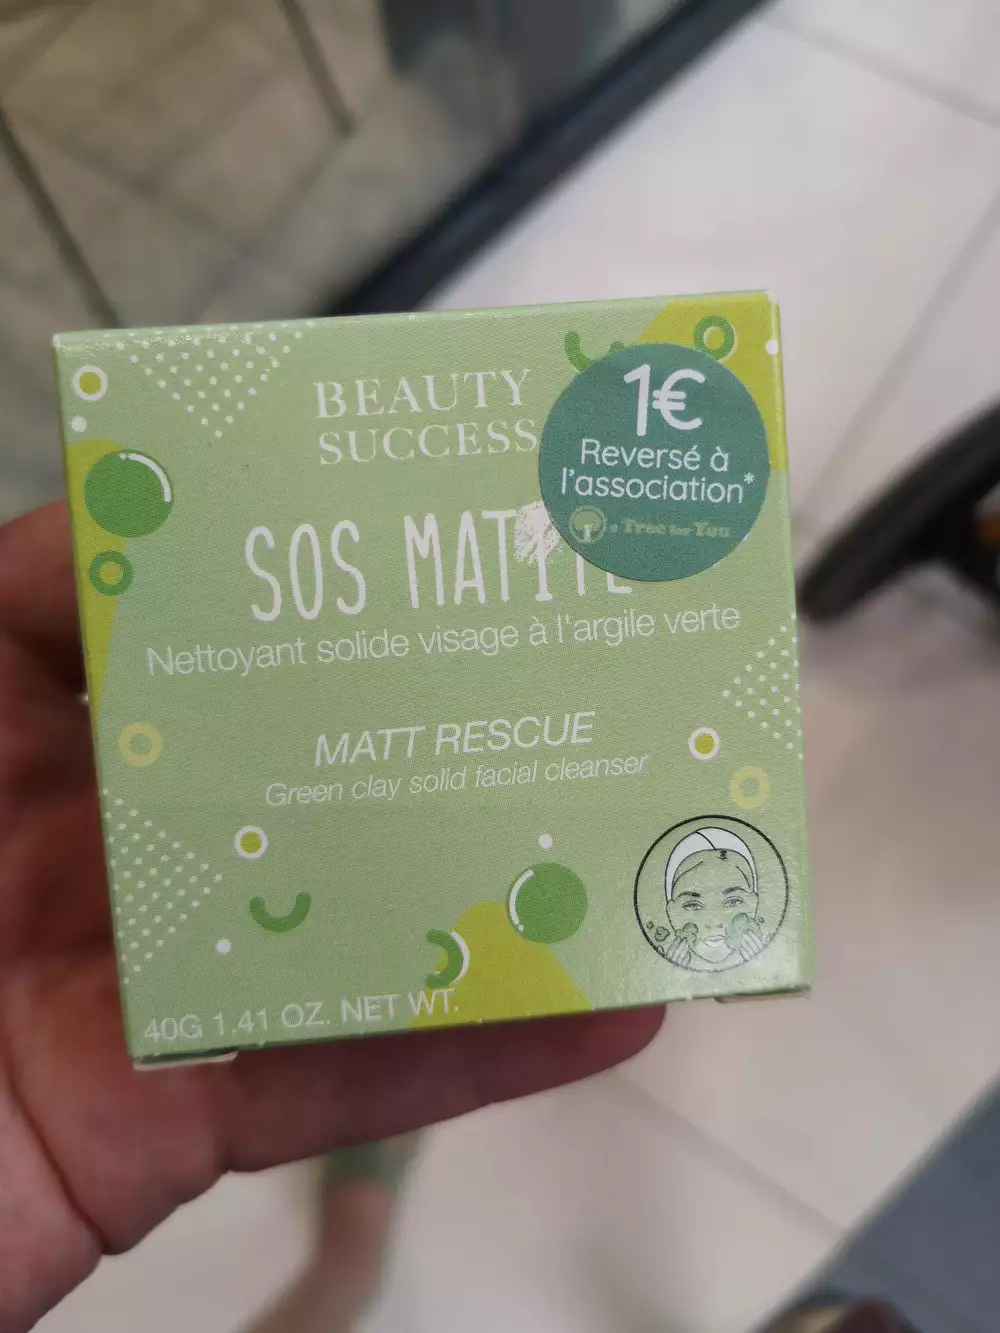 BEAUTY
SUCCESS
1€
Reversé à
l'association*
a Tree for You
SOS MATITÉ
Nettoyant solide visage à l'argile verte
MATT RESCUE
Green clay solid facial cleanser
40G 1.41 OZ. NET WT.